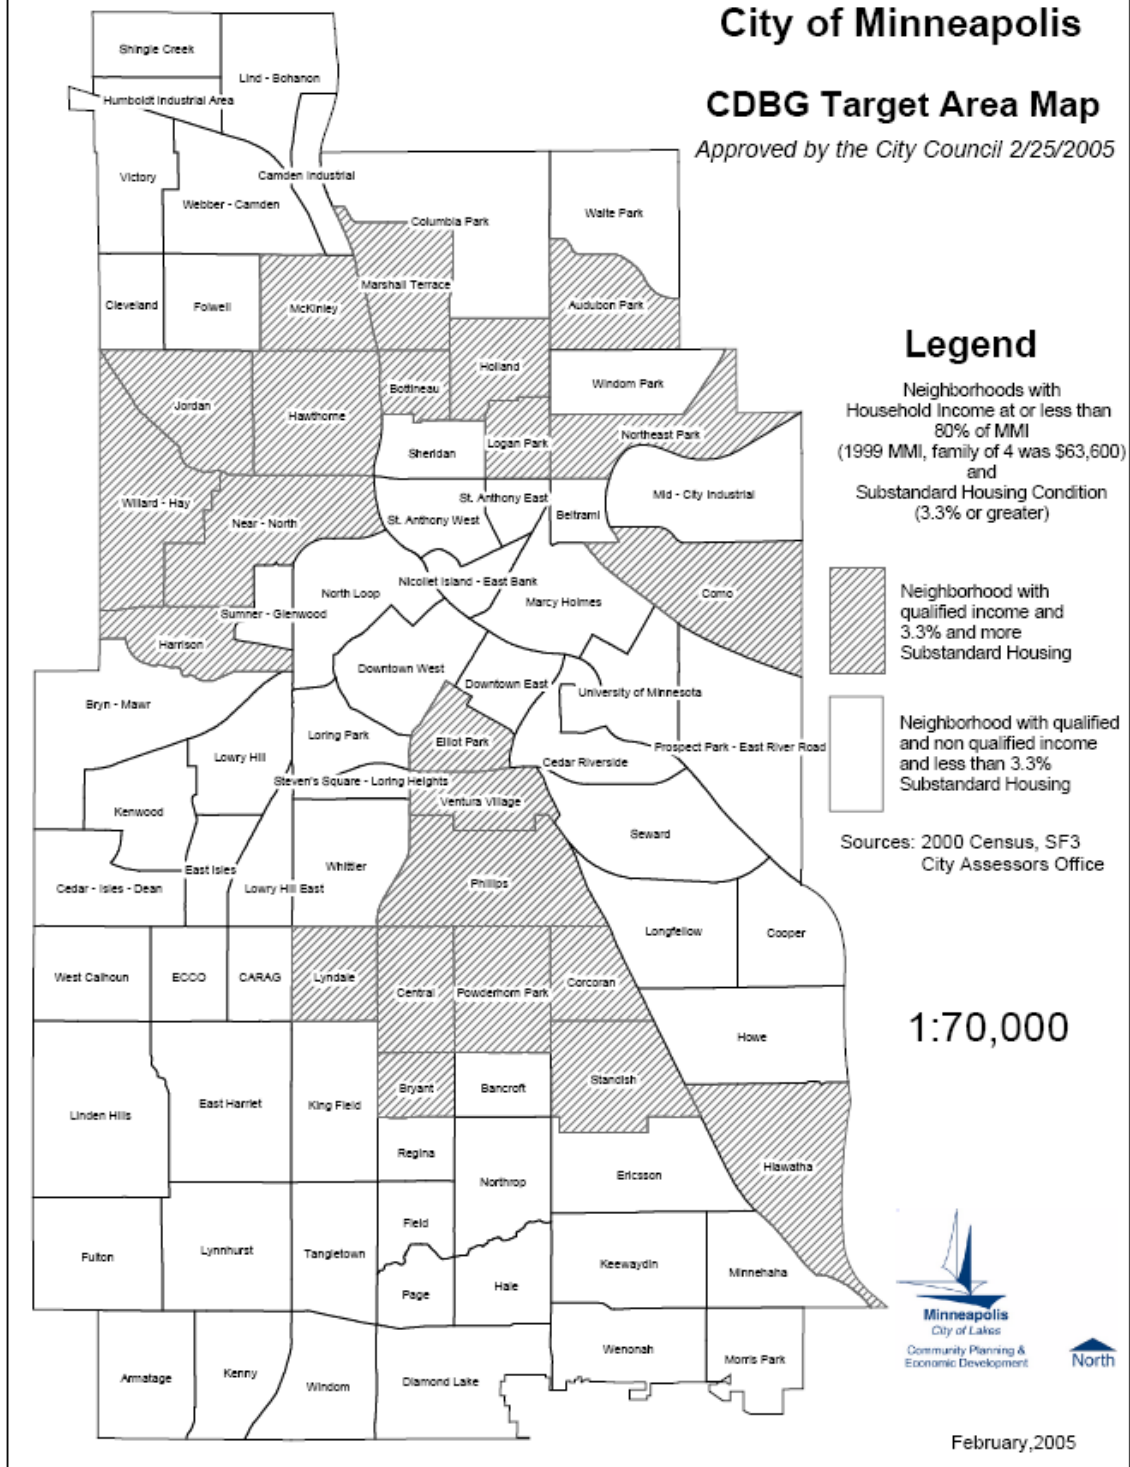 City of Minneapolis
CDBG Target Area Map
Approved by the City Council 2/25/2005
Shingle Creek
Lind - Bohanon
Humboldt Industrial Area
Victory
Camden Industrial
Webber - Camden
Columbia Park
Waite Park
Cleveland
Folwell
McKinley
Marshall Terrace
Audubon Park
Holland
Bottineau
Windom Park
Jordan
Hawthorne
Sheridan
Logan Park
Northeast Park
Willard - Hay
Near - North
St. Anthony East
St. Anthony West
Beltrami
Mid - City Industrial
North Loop
Nicollet Island - East Bank
Marcy Holmes
Como
Sumner - Glenwood
Harrison
Downtown West
Downtown East
University of Minnesota
Bryn - Mawr
Loring Park
Elliot Park
Prospect Park - East River Road
Lowry Hill
Cedar Riverside
Steven's Square - Loring Heights
Ventura Village
Kenwood
Seward
East Isles
Whittier
Cedar - Isles - Dean
Lowry Hill East
Phillips
Longfellow
Cooper
West Calhoun
ECCO
CARAG
Lyndale
Central
Powderhorn Park
Corcoran
Howe
Linden Hills
East Harriet
King Field
Bryant
Bancroft
Standish
Regina
Northrop
Ericsson
Hiawatha
Fulton
Lynnhurst
Tangletown
Field
Page
Hale
Keewaydin
Minnehaha
Armatage
Kenny
Windom
Diamond Lake
Wenonah
Morris Park
Legend
Neighborhoods with
Household Income at or less than
80% of MMI
(1999 MMI, family of 4 was $63,600)
and
Substandard Housing Condition
(3.3% or greater)
Neighborhood with
qualified income and
3.3% and more
Substandard Housing
Neighborhood with qualified
and non qualified income
and less than 3.3%
Substandard Housing
Sources: 2000 Census, SF3
City Assessors Office
1:70,000
Minneapolis
City of Lakes
Community Planning &
Economic Development
North
February,2005